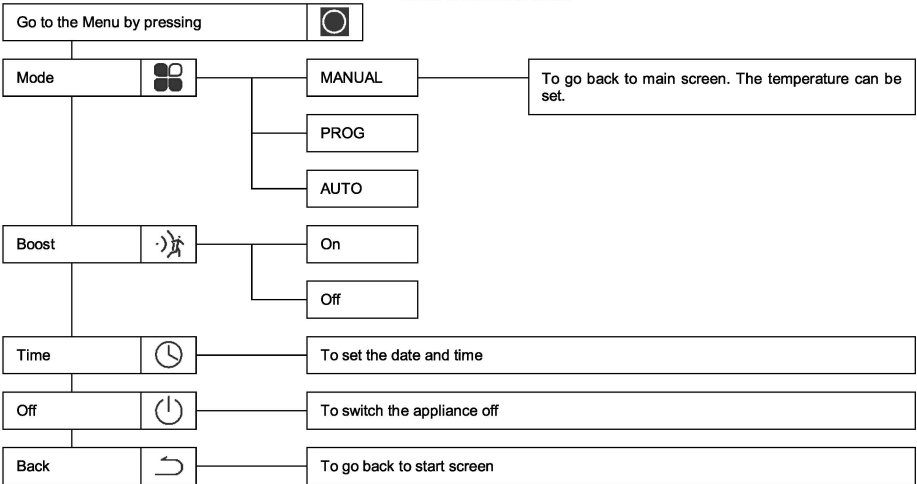 Go to the Menu by pressing
Mode
MANUAL
To go back to main screen. The temperature can be
set.
PROG
AUTO
Boost
On
Off
Time
To set the date and time
Off
To switch the appliance off
Back
To go back to start screen